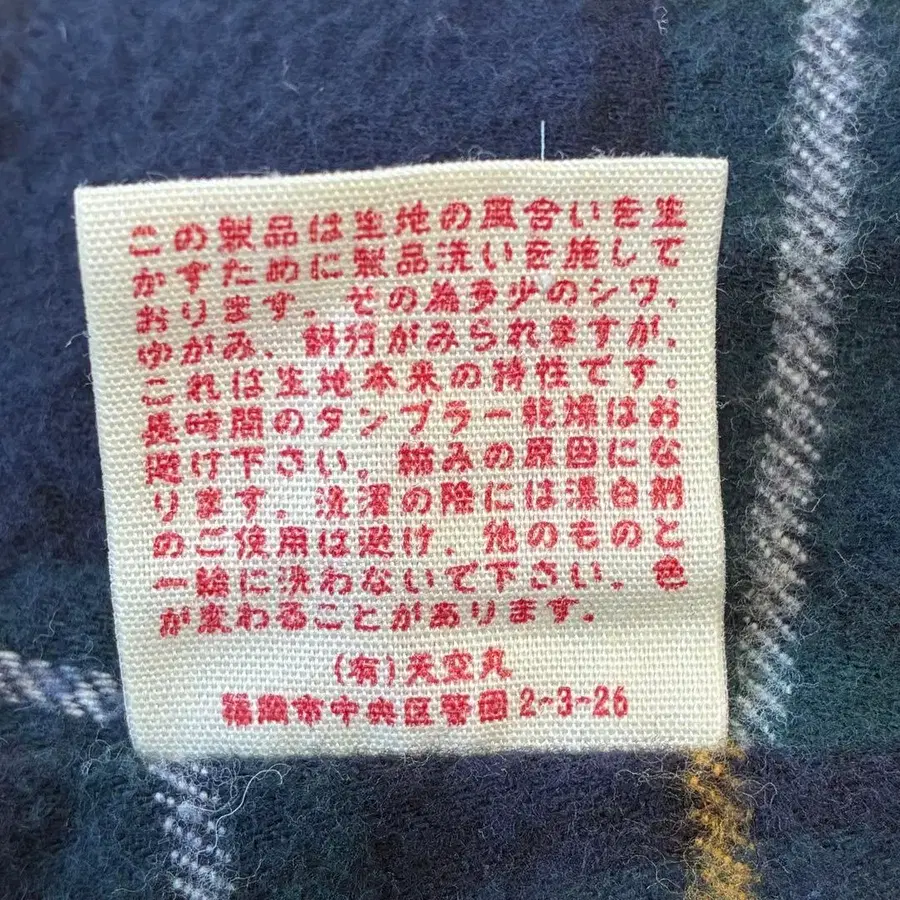 この製品は生地の風合いを生
かすために製品洗いを施して
おります。その為多少のシワ、
ゆがみ、斜行がみられますが、
これは生地本来の特性です。
長時間のタンブラー乾燥はお
避け下さい。縮みの原因にな
ります。洗濯の際には漂白剤
のご使用は避け、他のものと
一緒に洗わないで下さい。色
が変わることがあります。
(有)天空丸
福岡市中央区警固2-3-26